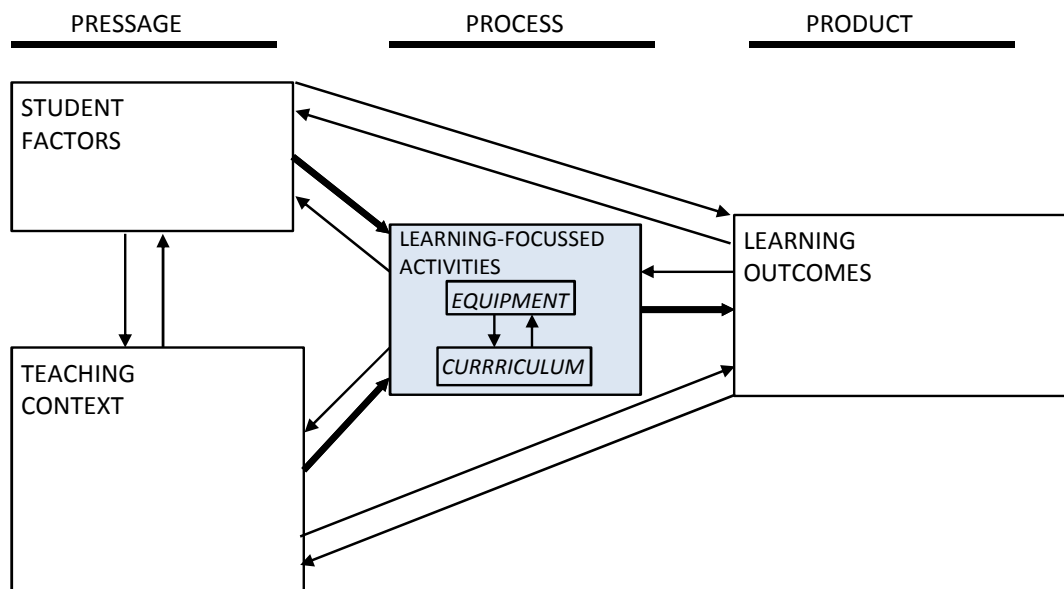 PRESSAGE
PROCESS
PRODUCT
STUDENT
FACTORS
LEARNING-FOCUSSED
ACTIVITIES
EQUIPMENT
CURRRICULUM
LEARNING
OUTCOMES
TEACHING
CONTEXT